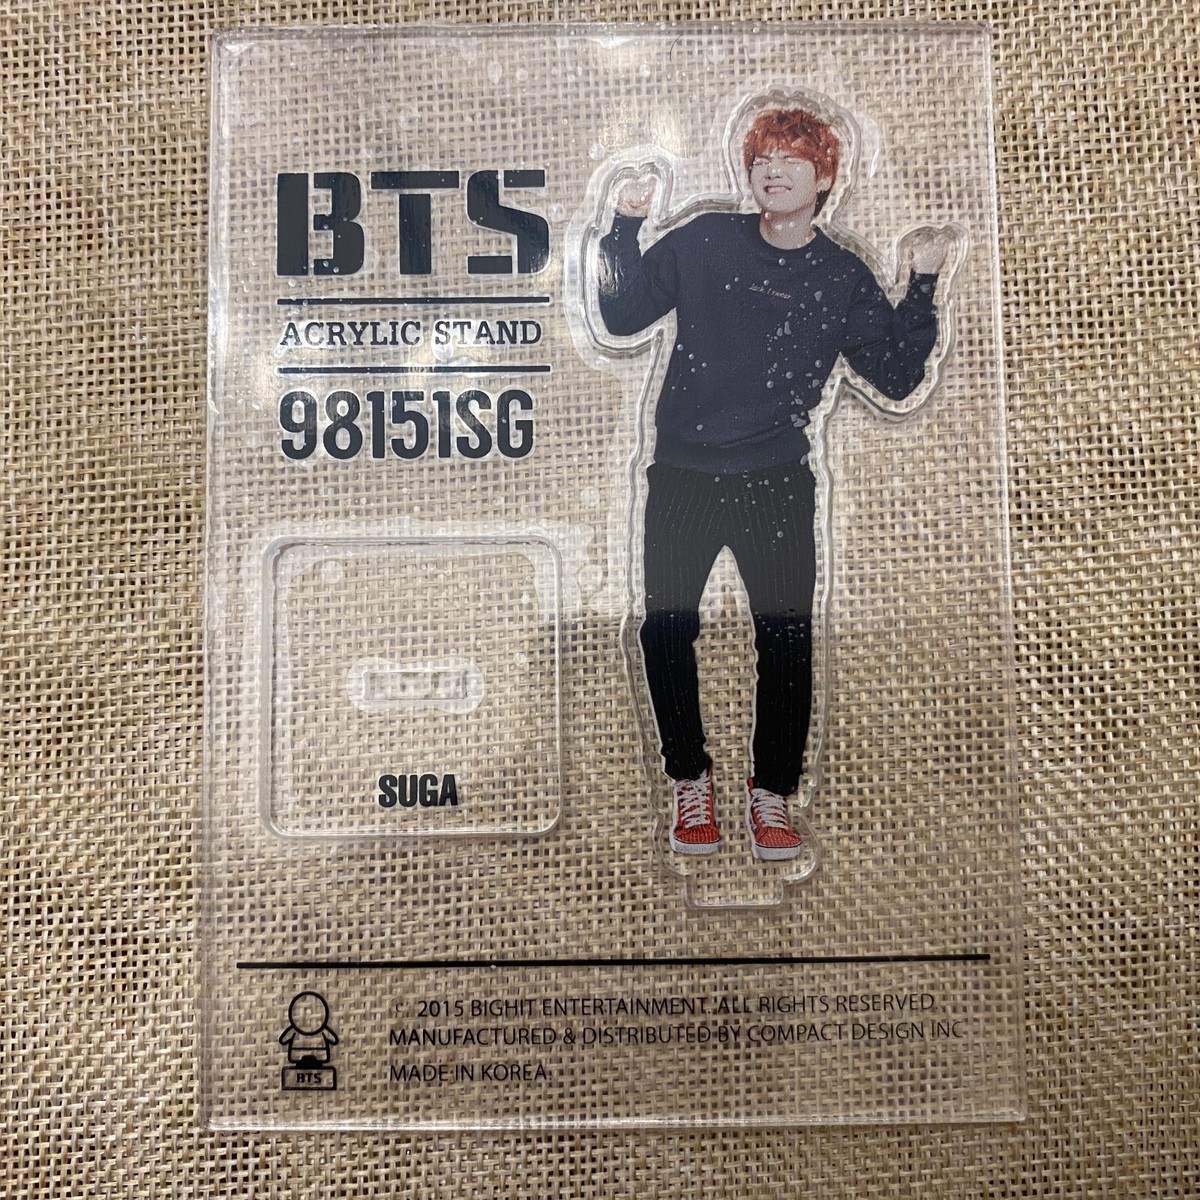 BTS
ACRYLIC STAND
98151SG
SUGA
© 2015 BIGHIT ENTERTAINMENT. ALL RIGHTS RESERVED.
MANUFACTURED & DISTRIBUTED BY COMPACT DESIGN INC
MADE IN KOREA.
BTS